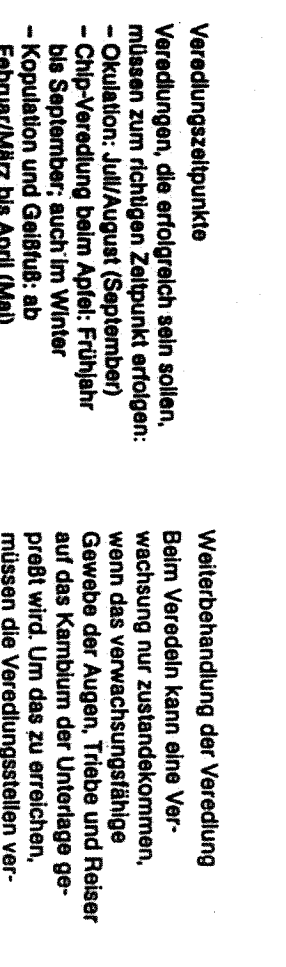 Veredlungszeitpunkte
Veredlungen, die erfolgreich sein sollen,
müssen zum richtigen Zeitpunkt erfolgen:
– Okulation: Juli/August (September)
– Chip-Veredlung beim Apfel: Frühjahr
bis September; auch im Winter
– Kopulation und Geißfuß: ab
Februar/März bis April (Mai)
Weiterbehandlung der Veredlung
Beim Veredeln kann eine Ver-
wachsung nur zustandekommen,
wenn das verwachsungsfähige
Gewebe der Augen, Triebe und Reiser
auf das Kambium der Unterlage ge-
preßt wird. Um das zu erreichen,
müssen die Veredlungsstellen ver-